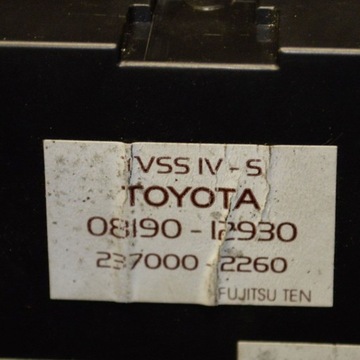 VSS IV - S
TOYOTA
08190 - 12930
237000 - 2260
FUJITSU TEN